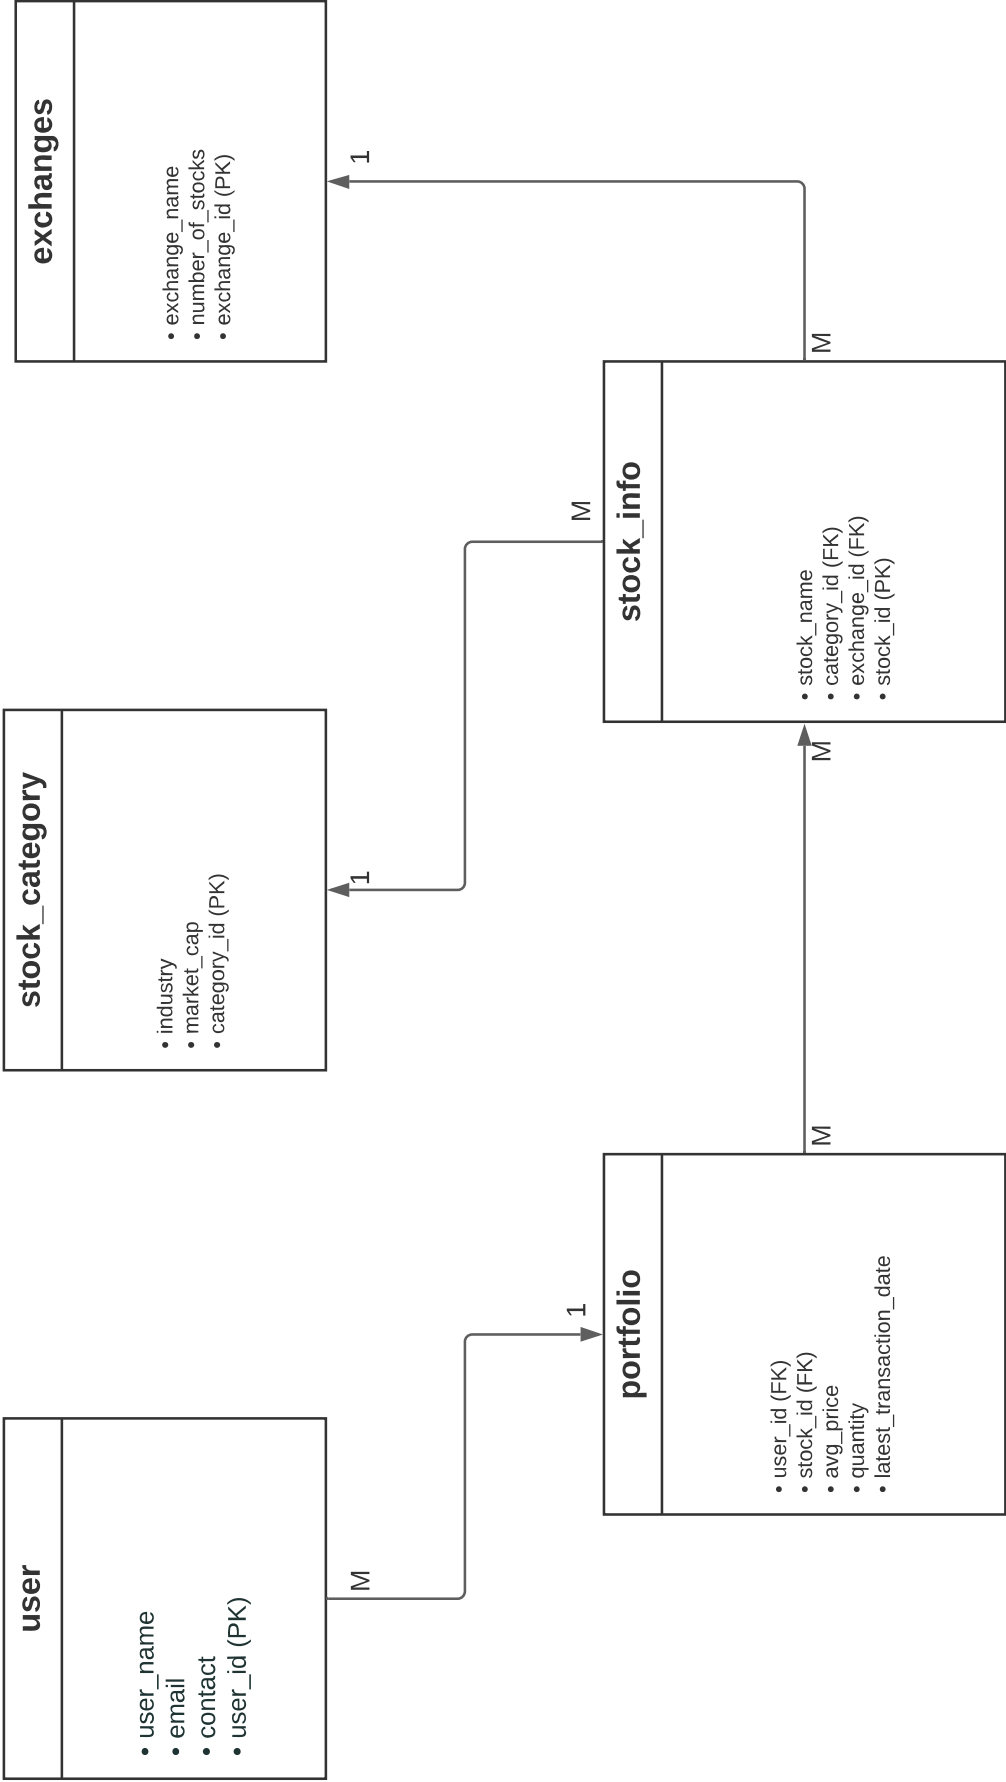 user
• user_name
• email
• contact
• user_id (PK)
M
1
stock_category
• industry
• market_cap
• category_id (PK)
1
M
exchanges
• exchange_name
• number_of_stocks
• exchange_id (PK)
1
M
portfolio
• user_id (FK)
• stock_id (FK)
• avg_price
• quantity
• latest_transaction_date
M
M
stock_info
• stock_name
• category_id (FK)
• exchange_id (FK)
• stock_id (PK)